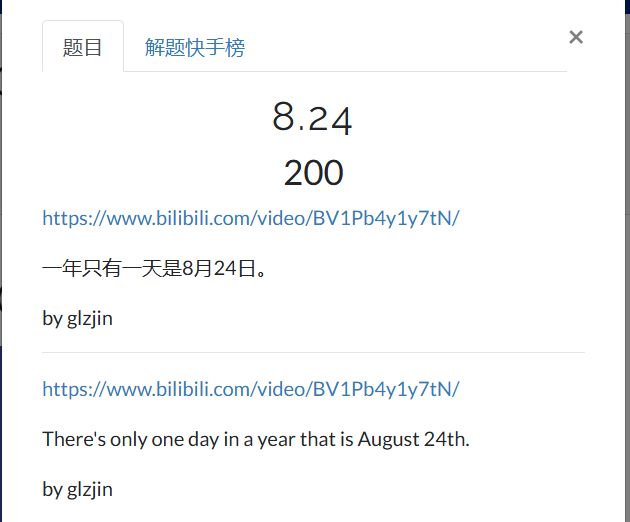 题目 解题快手榜 ×
8.24
200
https://www.bilibili.com/video/BV1Pb4y1y7tN/
一年只有一天是8月24日。
by glzjin
https://www.bilibili.com/video/BV1Pb4y1y7tN/
There's only one day in a year that is August 24th.
by glzjin